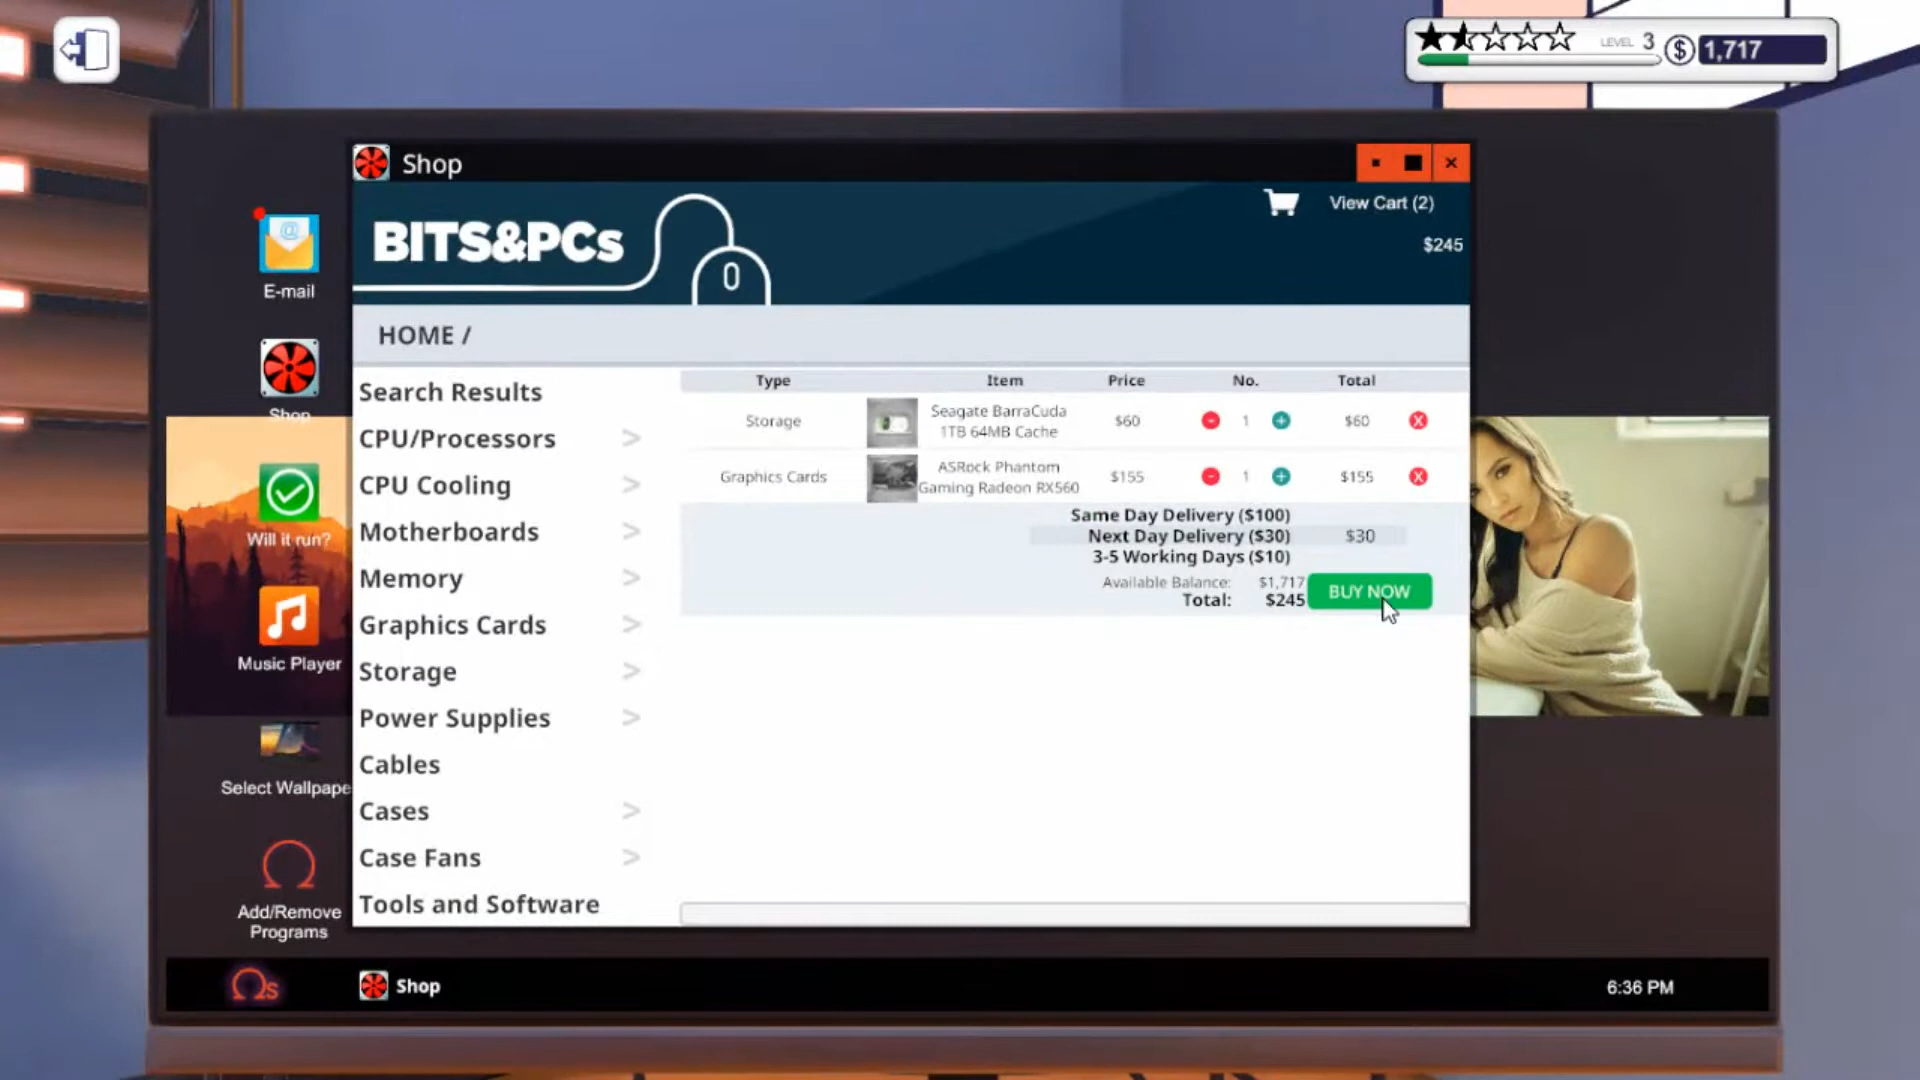 LEVEL 3 $ 1,717
Shop
BITS&PCs
View Cart (2)
$245
HOME /
E-mail
Shop
Will it run?
Music Player
Select Wallpape
Add/Remove
Programs
Search Results
CPU/Processors >
CPU Cooling >
Motherboards >
Memory >
Graphics Cards >
Storage >
Power Supplies >
Cables
Cases >
Case Fans >
Tools and Software
Type Item Price No. Total
Storage Seagate BarraCuda
1TB 64MB Cache $60 1 $60
Graphics Cards ASRock Phantom
Gaming Radeon RX560 $155 1 $155
Same Day Delivery ($100)
Next Day Delivery ($30) $30
3-5 Working Days ($10)
Available Balance: $1,717
Total: $245
BUY NOW
Ωs Shop 6:36 PM